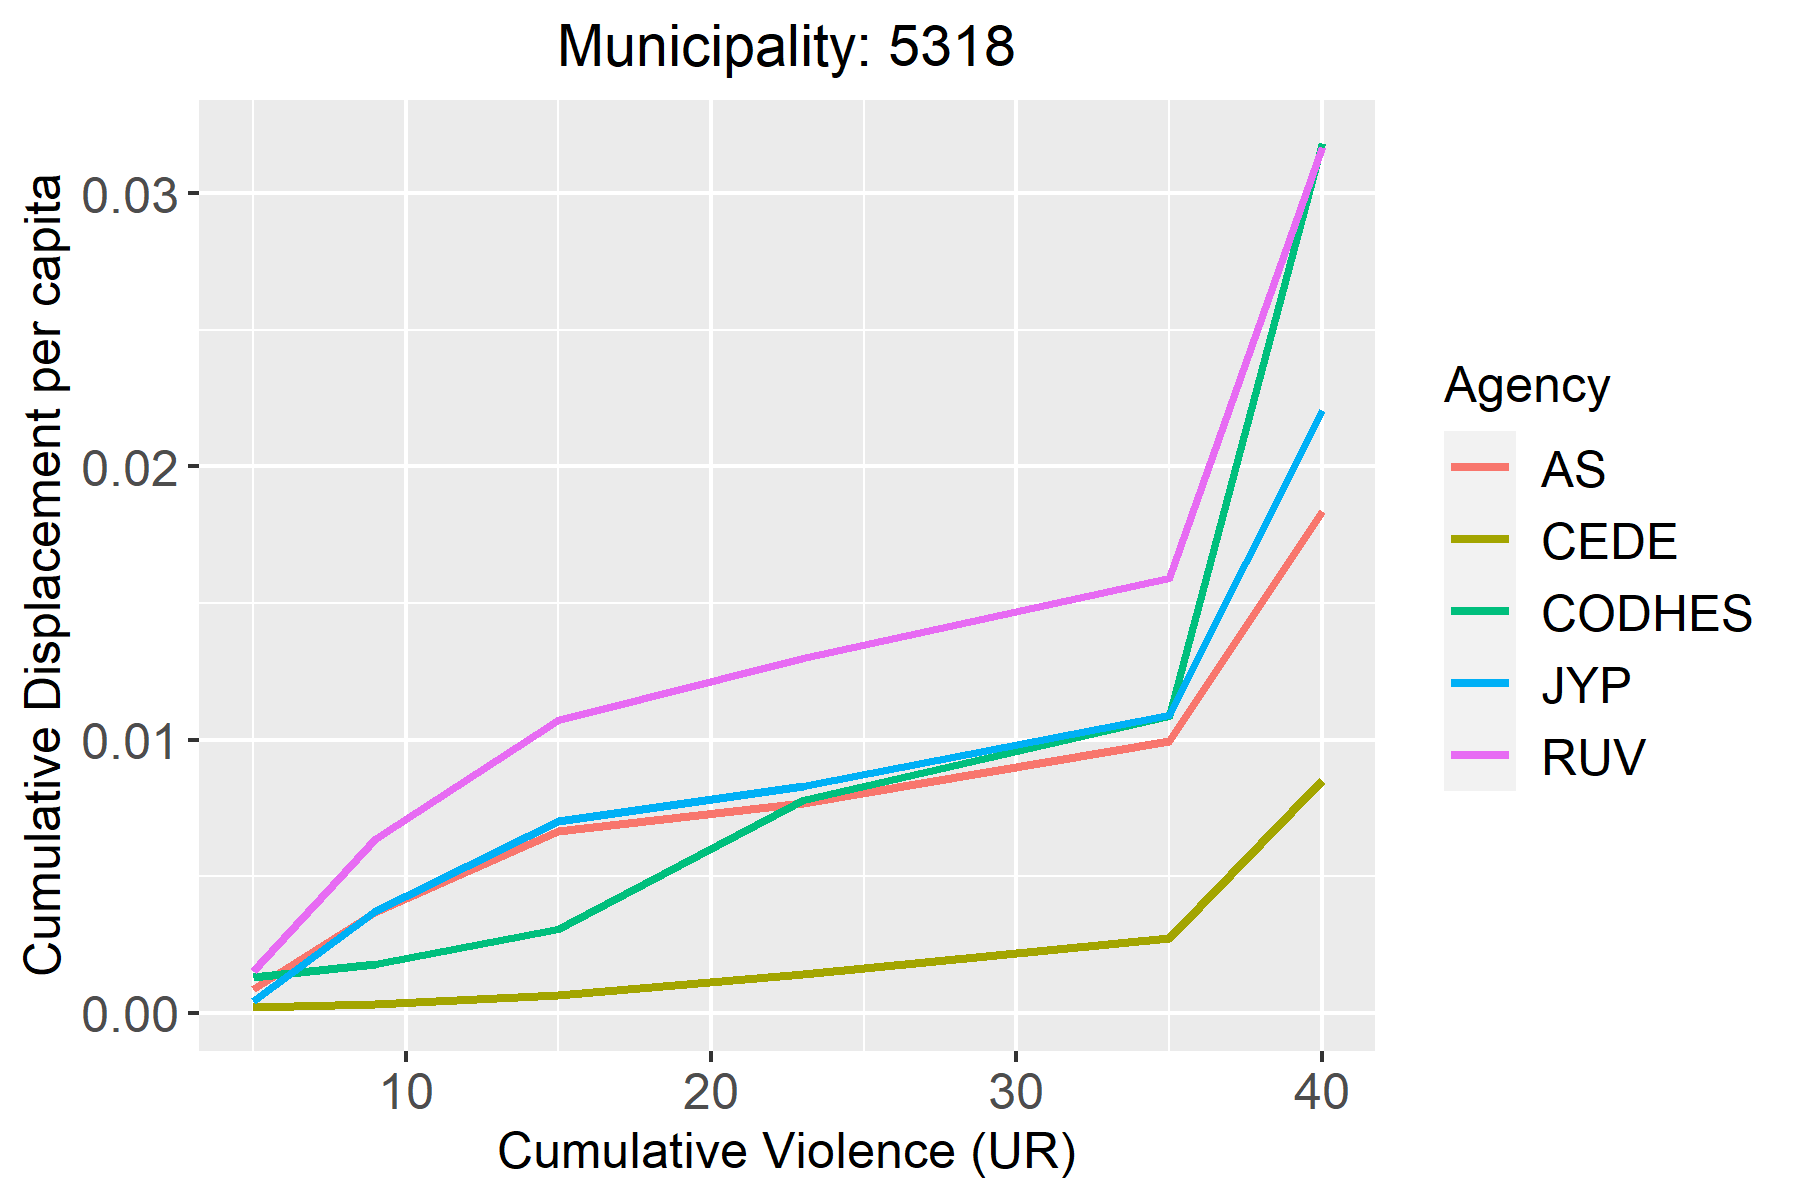 Municipality: 5318
Cumulative Displacement per capita
0.03
0.02
0.01
0.00
10 20 30 40
Cumulative Violence (UR)
Agency
AS
CEDE
CODHES
JYP
RUV